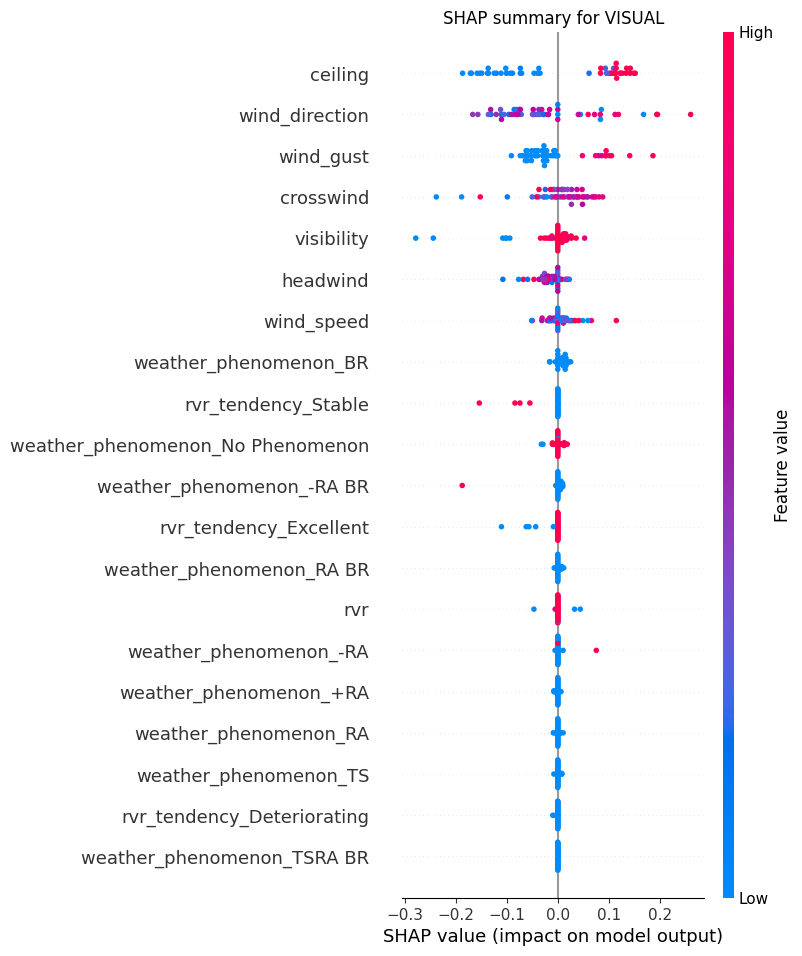 SHAP summary for VISUAL
High
ceiling
wind_direction
wind_gust
crosswind
visibility
headwind
wind_speed
weather_phenomenon_BR
rvr_tendency_Stable
weather_phenomenon_No Phenomenon
weather_phenomenon_-RA BR
rvr_tendency_Excellent
weather_phenomenon_RA BR
rvr
weather_phenomenon_-RA
weather_phenomenon_+RA
weather_phenomenon_RA
weather_phenomenon_TS
rvr_tendency_Deteriorating
weather_phenomenon_TSRA BR
Feature value
Low
−0.3 −0.2 −0.1 0.0 0.1 0.2
SHAP value (impact on model output)